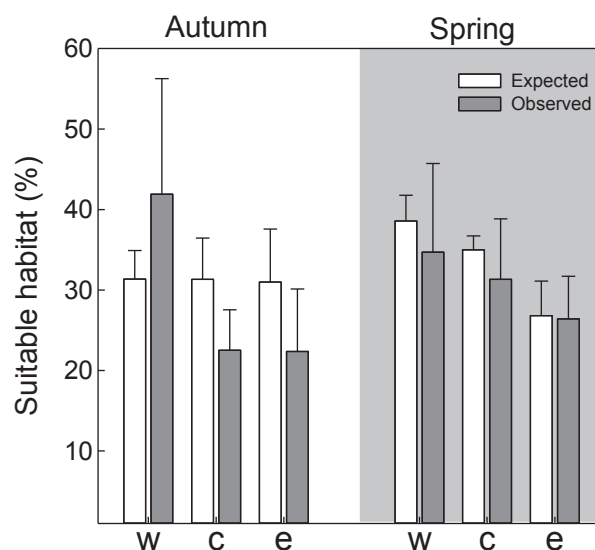 Autumn Spring
60
Expected
Observed
50
40
30
20
10
Suitable habitat (%)
w c e w c e